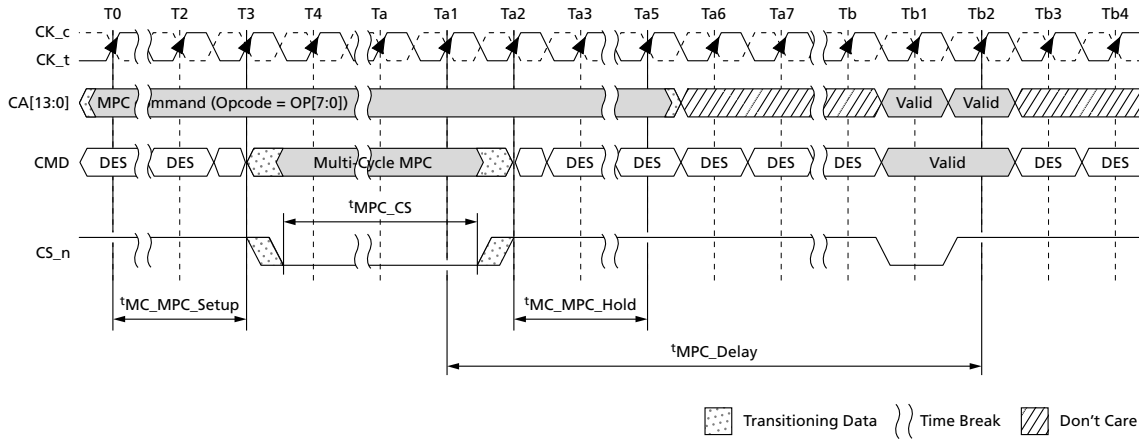 T0 T2 T3 T4 Ta Ta1 Ta2 Ta3 Ta5 Ta6 Ta7 Tb Tb1 Tb2 Tb3 Tb4
CK_c
CK_t
CA[13:0] MPC mmand (Opcode = OP[7:0]) Valid Valid
CMD DES DES Multi-Cycle MPC DES DES DES DES DES Valid DES DES
tMPC_CS
CS_n
tMC_MPC_Setup tMC_MPC_Hold
tMPC_Delay
Transitioning Data Time Break Don't Care